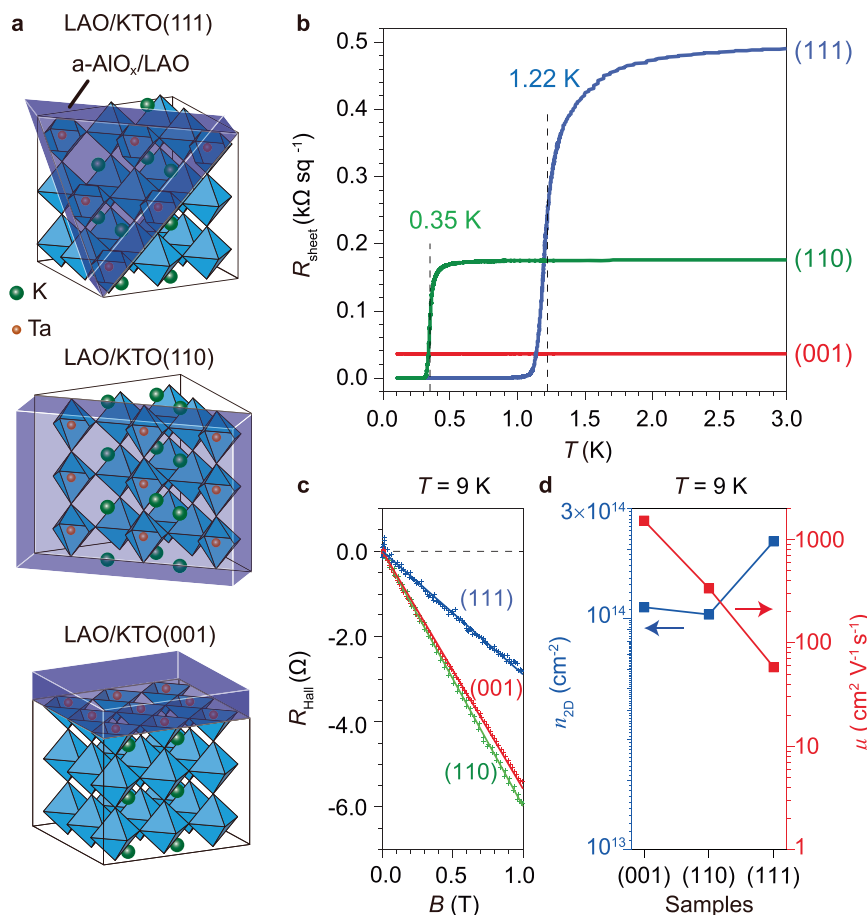 a
LAO/KTO(111)
a-AlOₓ/LAO
K
Ta
LAO/KTO(110)
LAO/KTO(001)
b
0.5
0.4
0.3
0.2
0.1
0.0
R_sheet (kΩ sq⁻¹)
1.22 K
0.35 K
(111)
(110)
(001)
0.0 0.5 1.0 1.5 2.0 2.5 3.0
T (K)
c
T = 9 K
0.0
-2.0
-4.0
-6.0
R_Hall (Ω)
(111)
(001)
(110)
0.0 0.5 1.0
B (T)
d
T = 9 K
3×10¹⁴
10¹⁴
10¹³
n₂D (cm⁻²)
1000
100
10
1
μ ( cm² V⁻¹ s⁻¹)
(001) (110) (111)
Samples